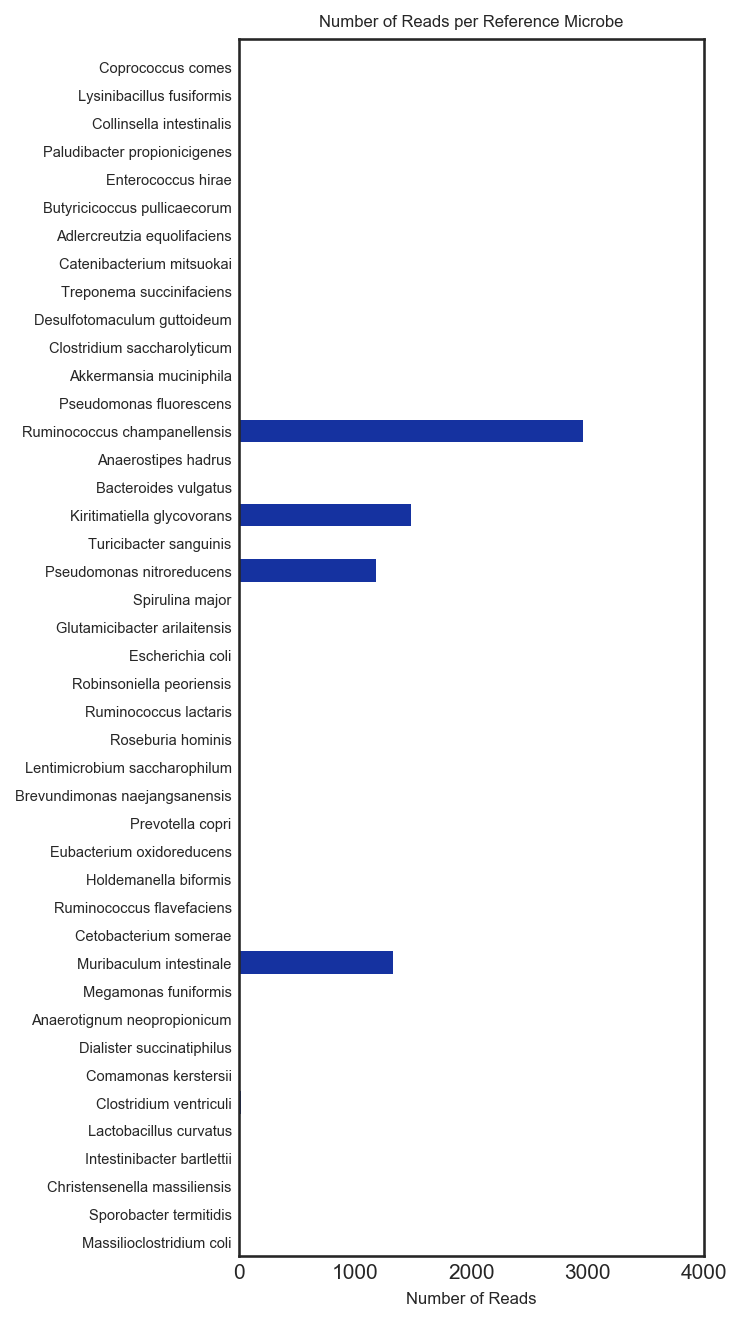 Number of Reads per Reference Microbe
Coprococcus comes
Lysinibacillus fusiformis
Collinsella intestinalis
Paludibacter propionicigenes
Enterococcus hirae
Butyricicoccus pullicaecorum
Adlercreutzia equolifaciens
Catenibacterium mitsuokai
Treponema succinifaciens
Desulfotomaculum guttoideum
Clostridium saccharolyticum
Akkermansia muciniphila
Pseudomonas fluorescens
Ruminococcus champanellensis
Anaerostipes hadrus
Bacteroides vulgatus
Kiritimatiella glycovorans
Turicibacter sanguinis
Pseudomonas nitroreducens
Spirulina major
Glutamicibacter arilaitensis
Escherichia coli
Robinsoniella peoriensis
Ruminococcus lactaris
Roseburia hominis
Lentimicrobium saccharophilum
Brevundimonas naejangsanensis
Prevotella copri
Eubacterium oxidoreducens
Holdemanella biformis
Ruminococcus flavefaciens
Cetobacterium somerae
Muribaculum intestinale
Megamonas funiformis
Anaerotignum neopropionicum
Dialister succinatiphilus
Comamonas kerstersii
Clostridium ventriculi
Lactobacillus curvatus
Intestinibacter bartlettii
Christensenella massiliensis
Sporobacter termitidis
Massilioclostridium coli
0 1000 2000 3000 4000
Number of Reads